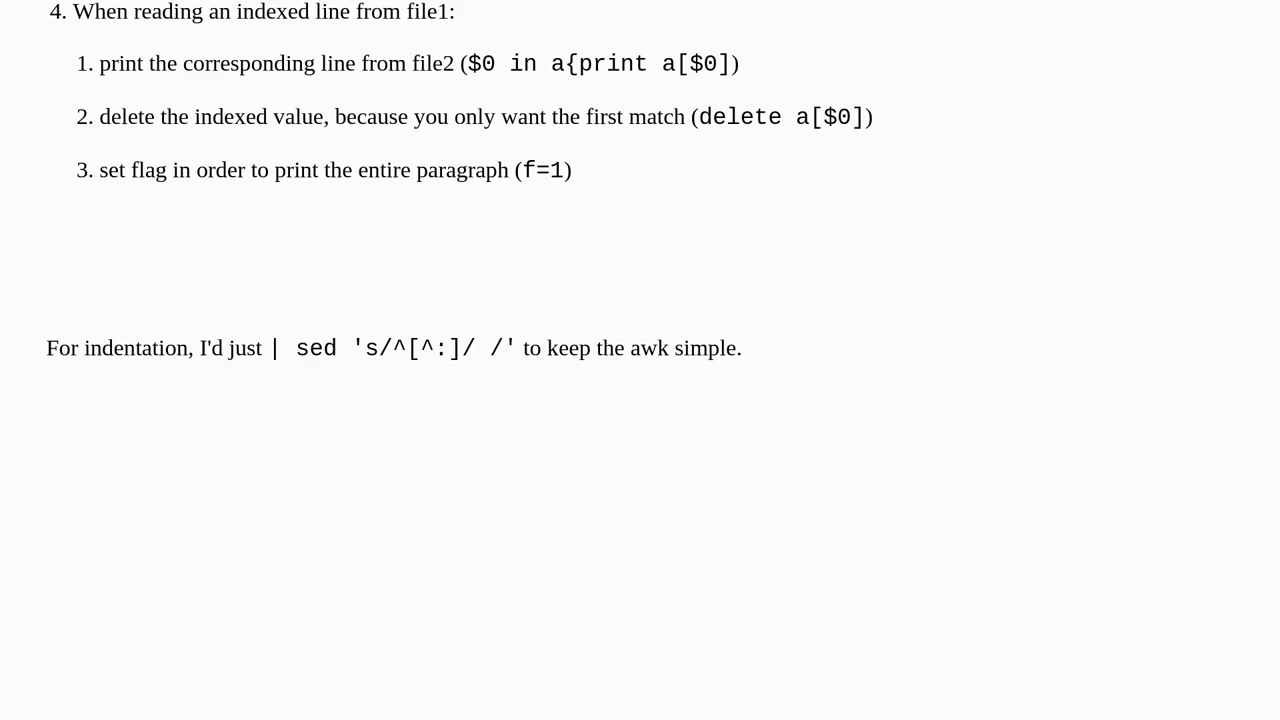 4. When reading an indexed line from file1:
1. print the corresponding line from file2 ($0 in a{print a[$0])
2. delete the indexed value, because you only want the first match (delete a[$0])
3. set flag in order to print the entire paragraph (f=1)
For indentation, I'd just | sed 's/^[^:]/ /' to keep the awk simple.